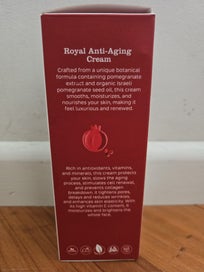 Royal Anti-Aging
Cream
Crafted from a unique botanical
formula containing pomegranate
extract and organic Israeli
pomegranate seed oil, this cream
smooths, moisturizes, and
nourishes your skin, making it
feel luxurious and renewed.
Rich in antioxidants, vitamins,
and minerals, this cream protects
your skin, slows the aging
process, stimulates cell renewal,
and prevents collagen
breakdown. It tightens pores,
delays and reduces wrinkles,
and enhances skin elasticity. With
its high vitamin E content, it
moisturizes and brightens the
whole face.